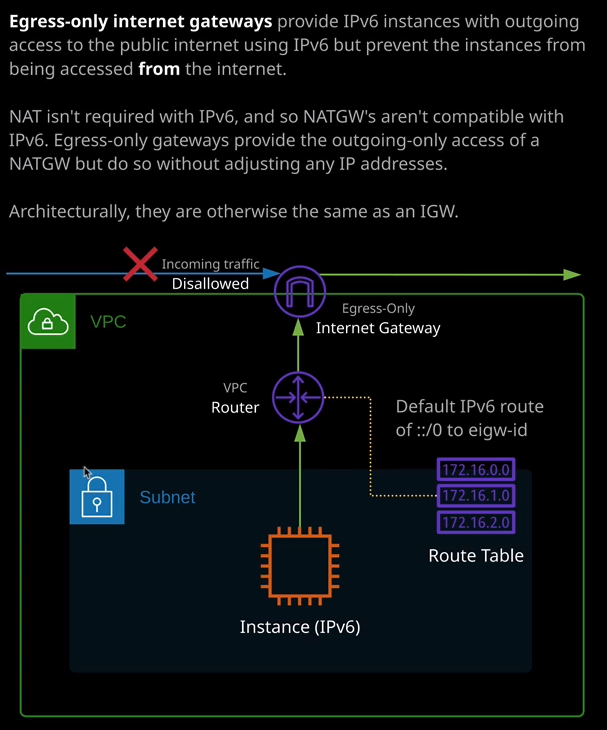 Egress-only internet gateways provide IPv6 instances with outgoing
access to the public internet using IPv6 but prevent the instances from
being accessed from the internet.
NAT isn't required with IPv6, and so NATGW's aren't compatible with
IPv6. Egress-only gateways provide the outgoing-only access of a
NATGW but do so without adjusting any IP addresses.
Architecturally, they are otherwise the same as an IGW.
Incoming traffic
Disallowed
Egress-Only
Internet Gateway
VPC
VPC
Router
Default IPv6 route
of ::/0 to eigw-id
172.16.0.0
172.16.1.0
172.16.2.0
Route Table
Subnet
Instance (IPv6)